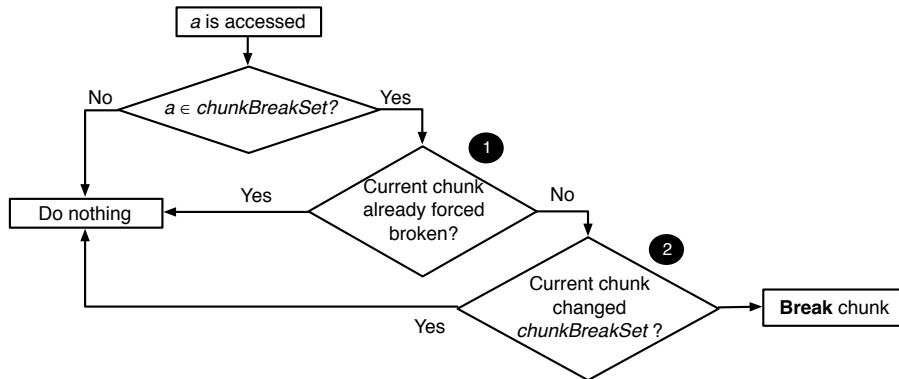 a is accessed
No
a ∈ chunkBreakSet?
Yes
1
Current chunk
already forced
broken?
Yes
No
Do nothing
2
Current chunk
changed
chunkBreakSet ?
Yes
Break chunk